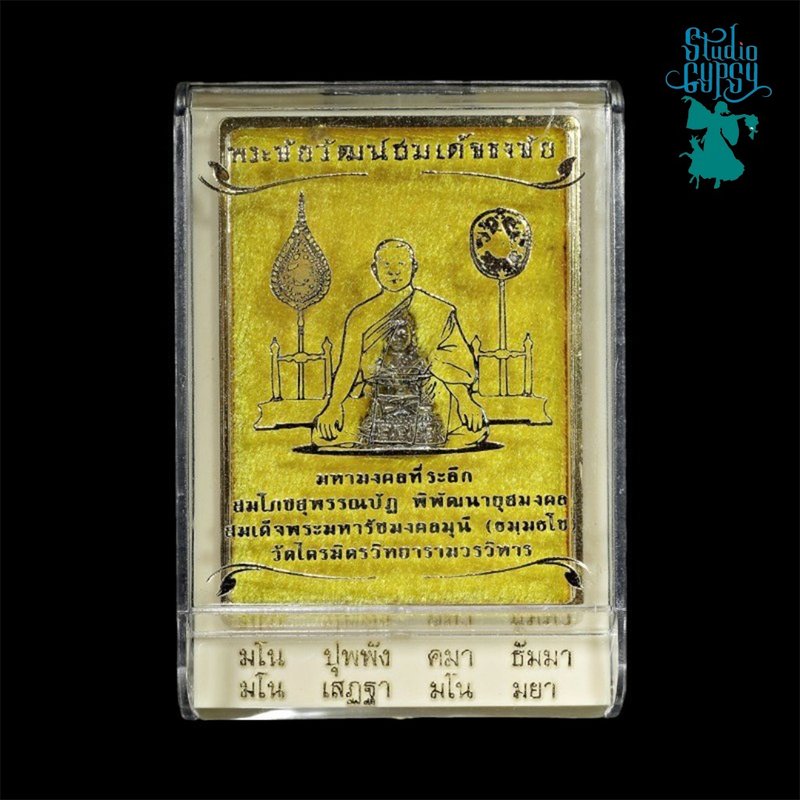 Studio
GYPSY
พระชัยวัฒน์สมเด็จธงชัย
มหามงคลที่ระลึก
สมโภชสุพรรณบัฏ พิพัฒนายุสมงคล
สมเด็จพระมหารัชมงคลมุนี (ธมฺมธโช)
วัดไตรมิตรวิทยารามวรวิหาร
มโน ปุพพัง คมา ธัมมา
มโน เสฏฐา มโน มยา